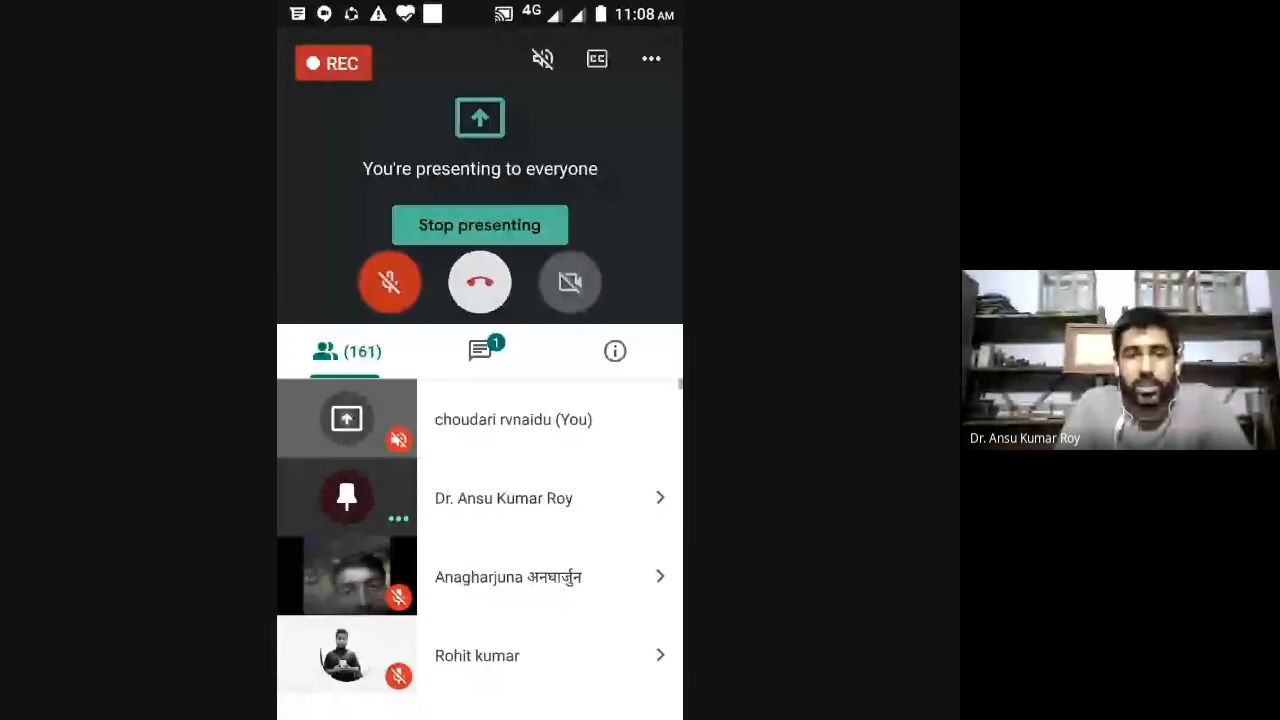 4G 11:08 AM
REC
CC
You're presenting to everyone
Stop presenting
(161)
1
choudari rvnaidu (You)
Dr. Ansu Kumar Roy
Anagharjuna अनघार्जुन
Rohit kumar
Dr. Ansu Kumar Roy